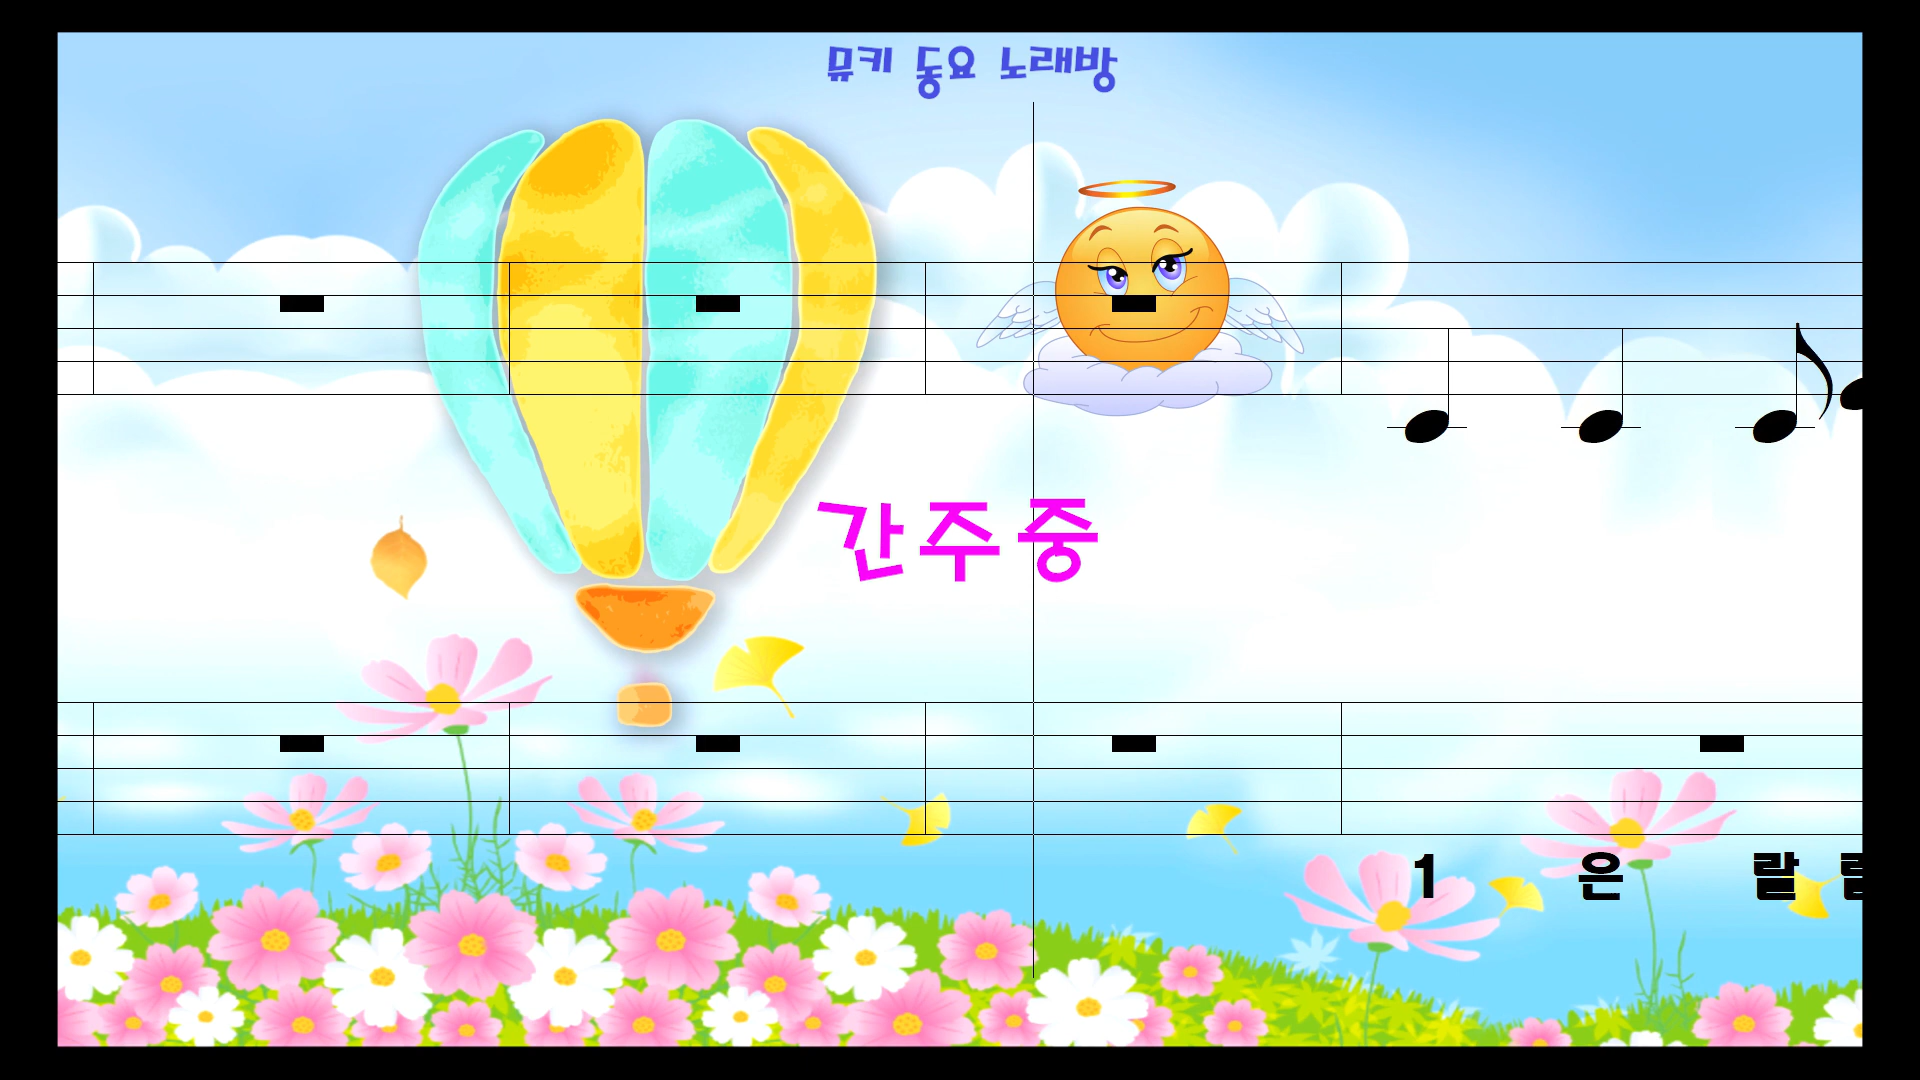 뮤키 동요 노래방
간주중
1 은 랄